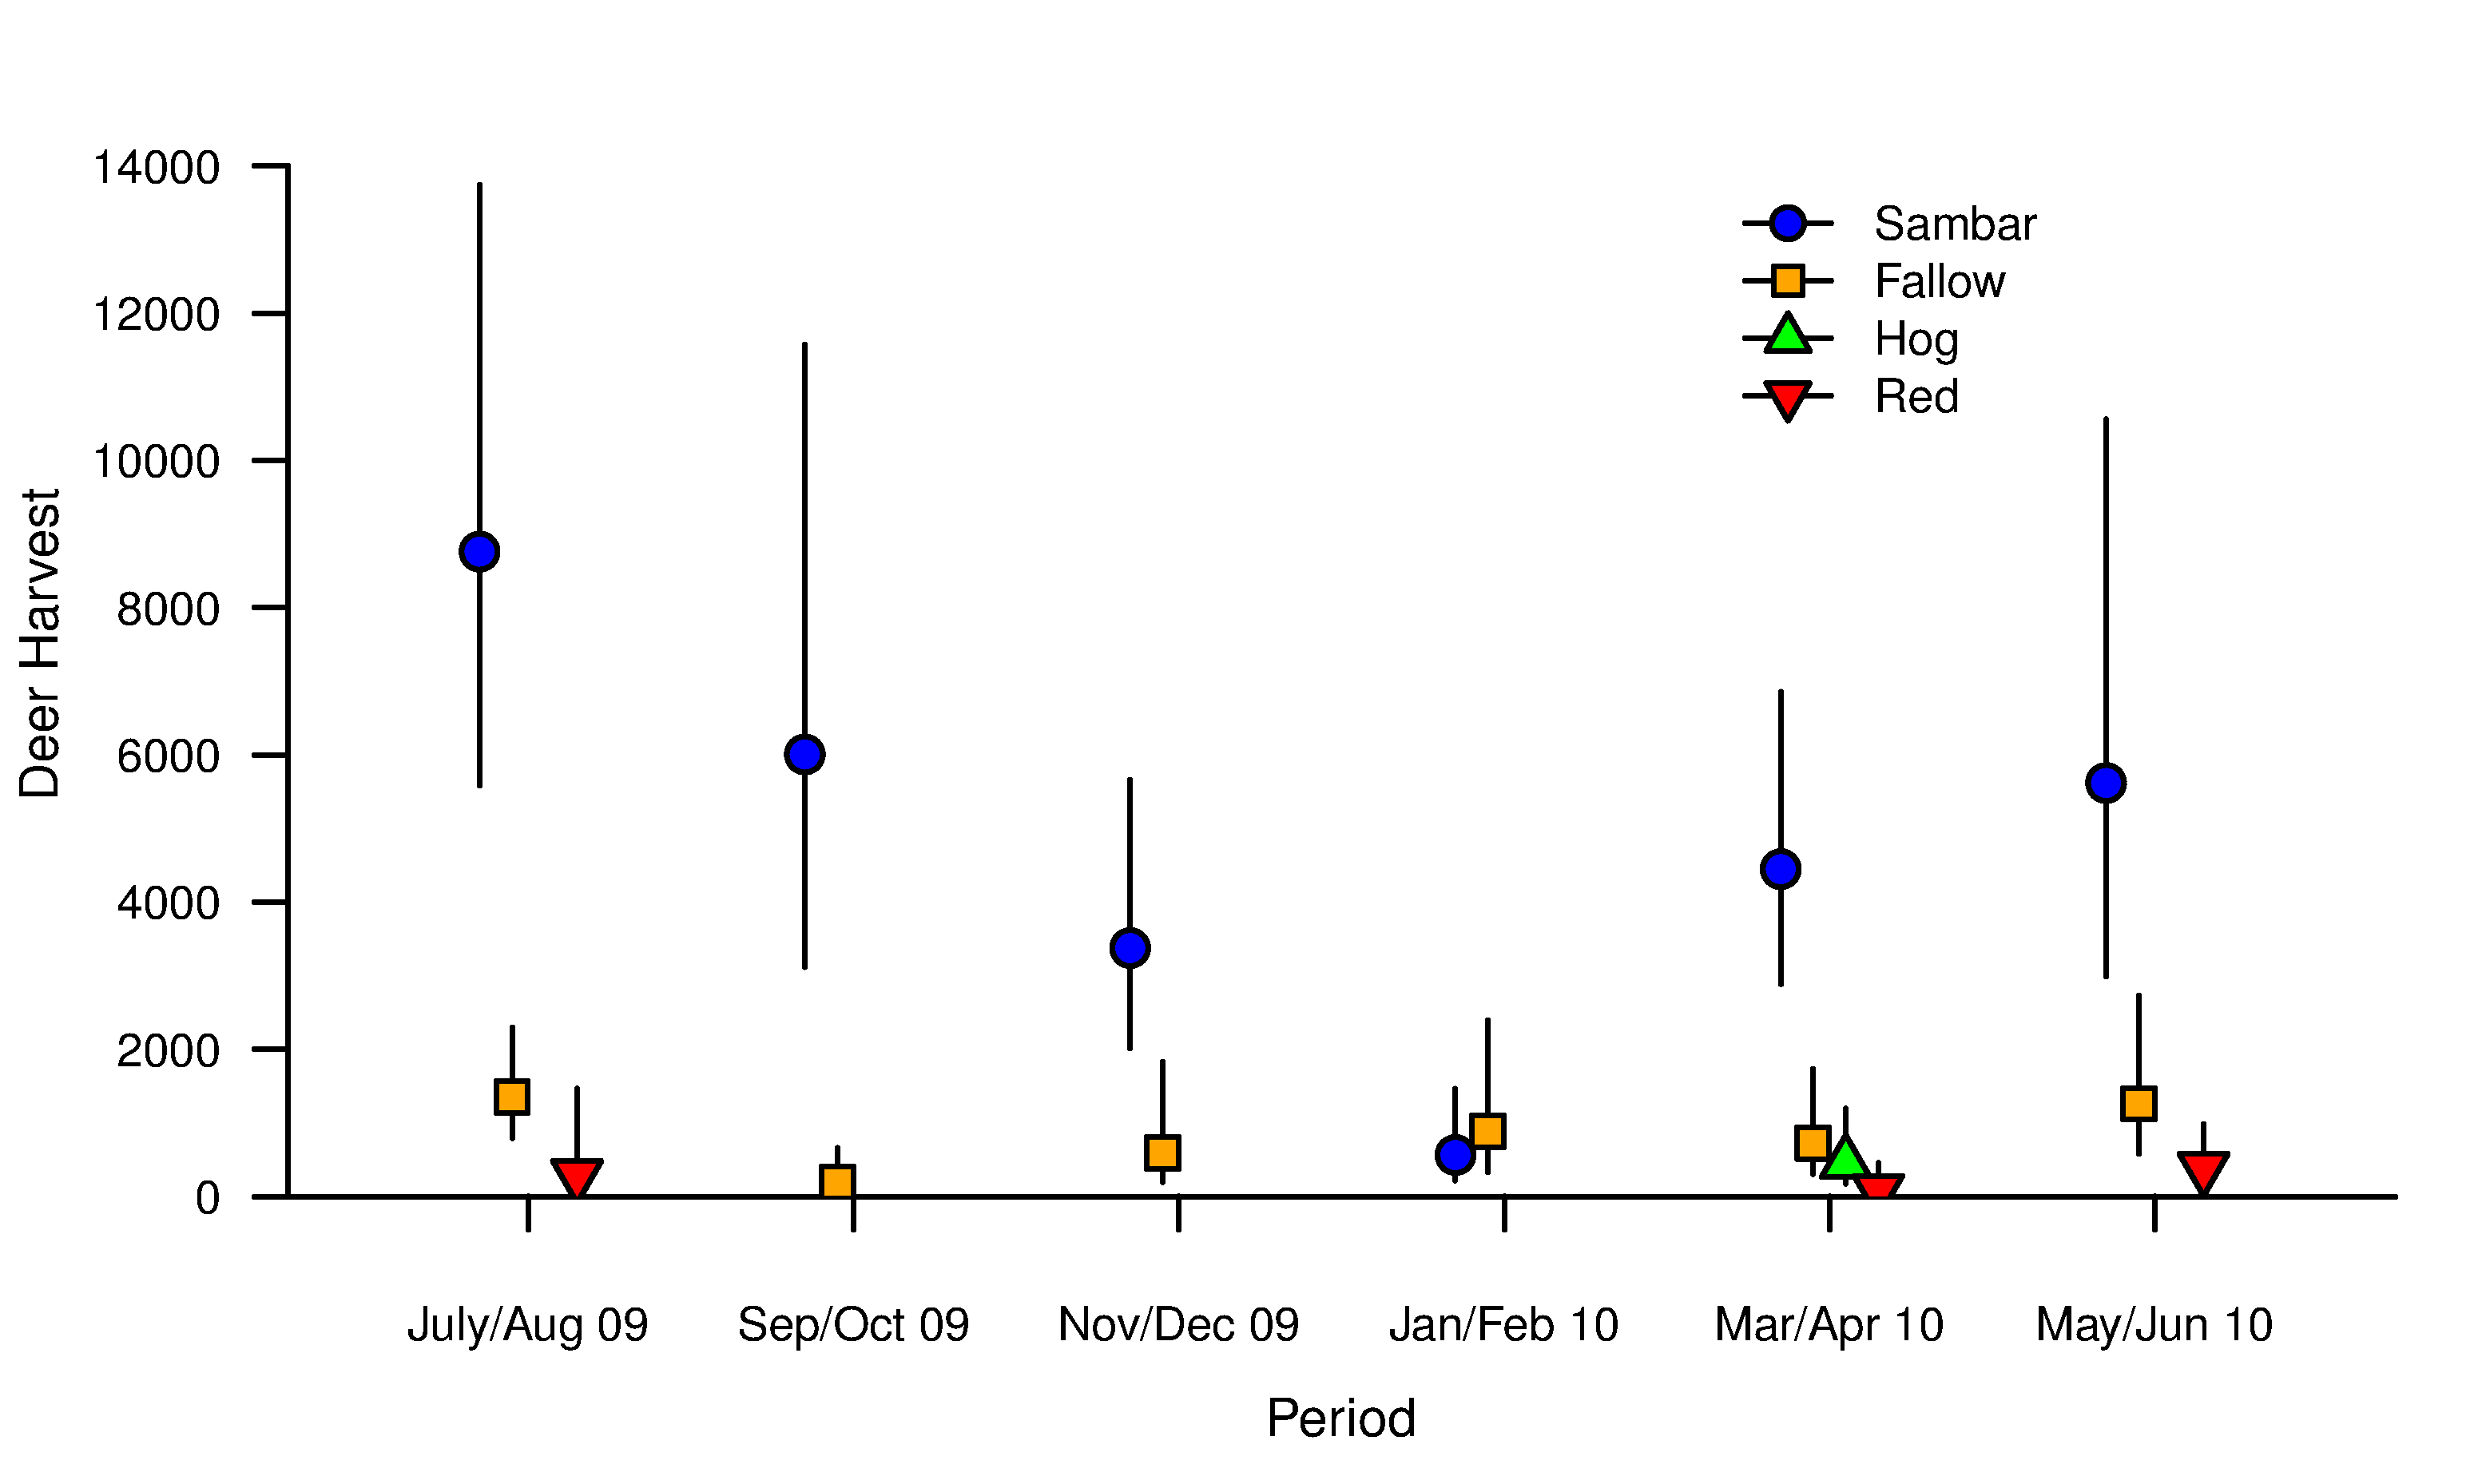 14000
12000
10000
8000
6000
4000
2000
0
Deer Harvest
Sambar
Fallow
Hog
Red
July/Aug 09
Sep/Oct 09
Nov/Dec 09
Jan/Feb 10
Mar/Apr 10
May/Jun 10
Period